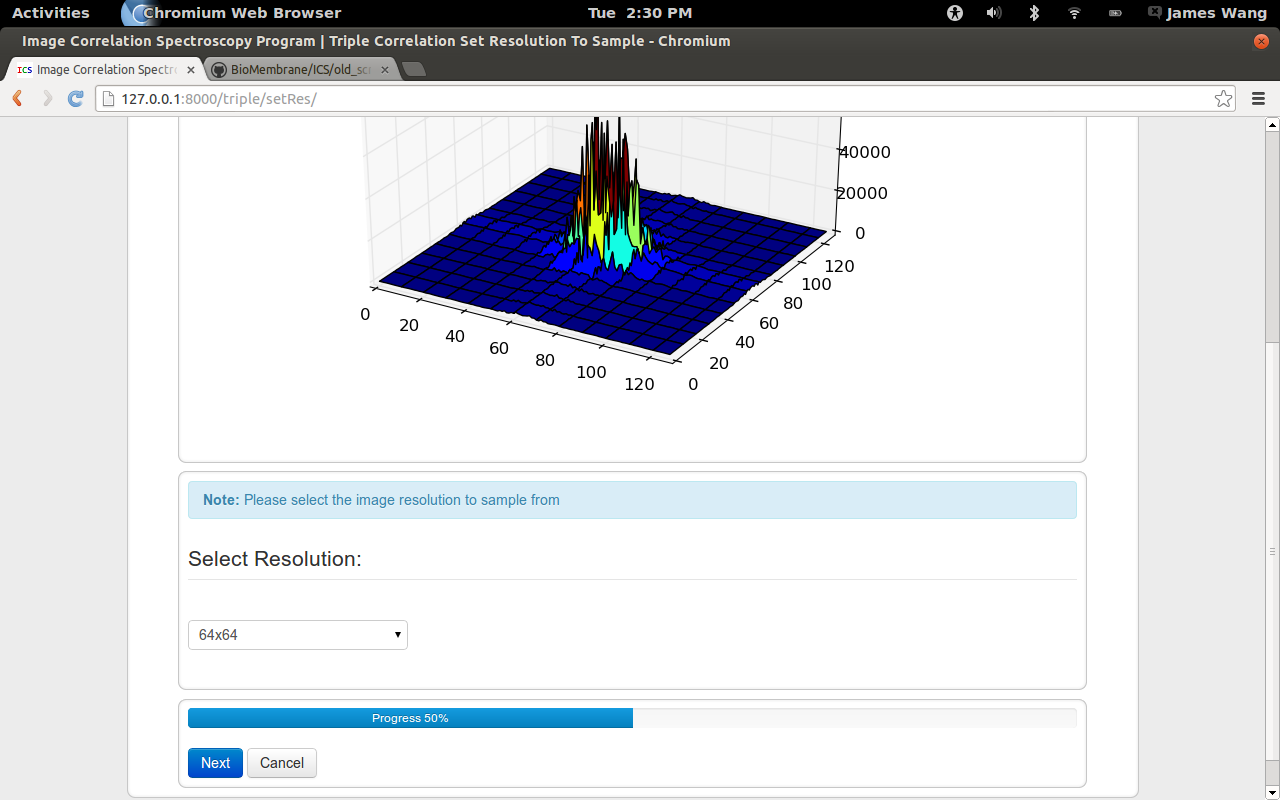 Activities Chromium Web Browser Tue 2:30 PM James Wang
Image Correlation Spectroscopy Program | Triple Correlation Set Resolution To Sample - Chromium
ICS Image Correlation Spectr BioMembrane/ICS/old_sc
127.0.0.1:8000/triple/setRes/
40000
20000
0
120
100
80
60
40
20
0
0
20
40
60
80
100
120
Note: Please select the image resolution to sample from
Select Resolution:
64x64
Progress 50%
Next Cancel